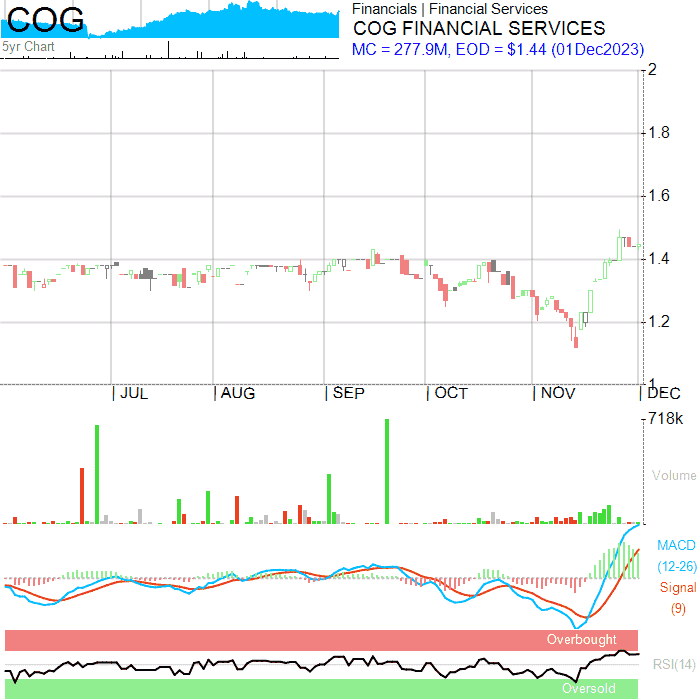 COG
5yr Chart
Financials | Financial Services
COG FINANCIAL SERVICES
MC = 277.9M, EOD = $1.44 (01Dec2023)
2
1.8
1.6
1.4
1.2
1
| JUL | AUG | SEP | OCT | NOV | DEC
718k
Volume
MACD
(12-26)
Signal
(9)
Overbought
RSI(14)
Oversold